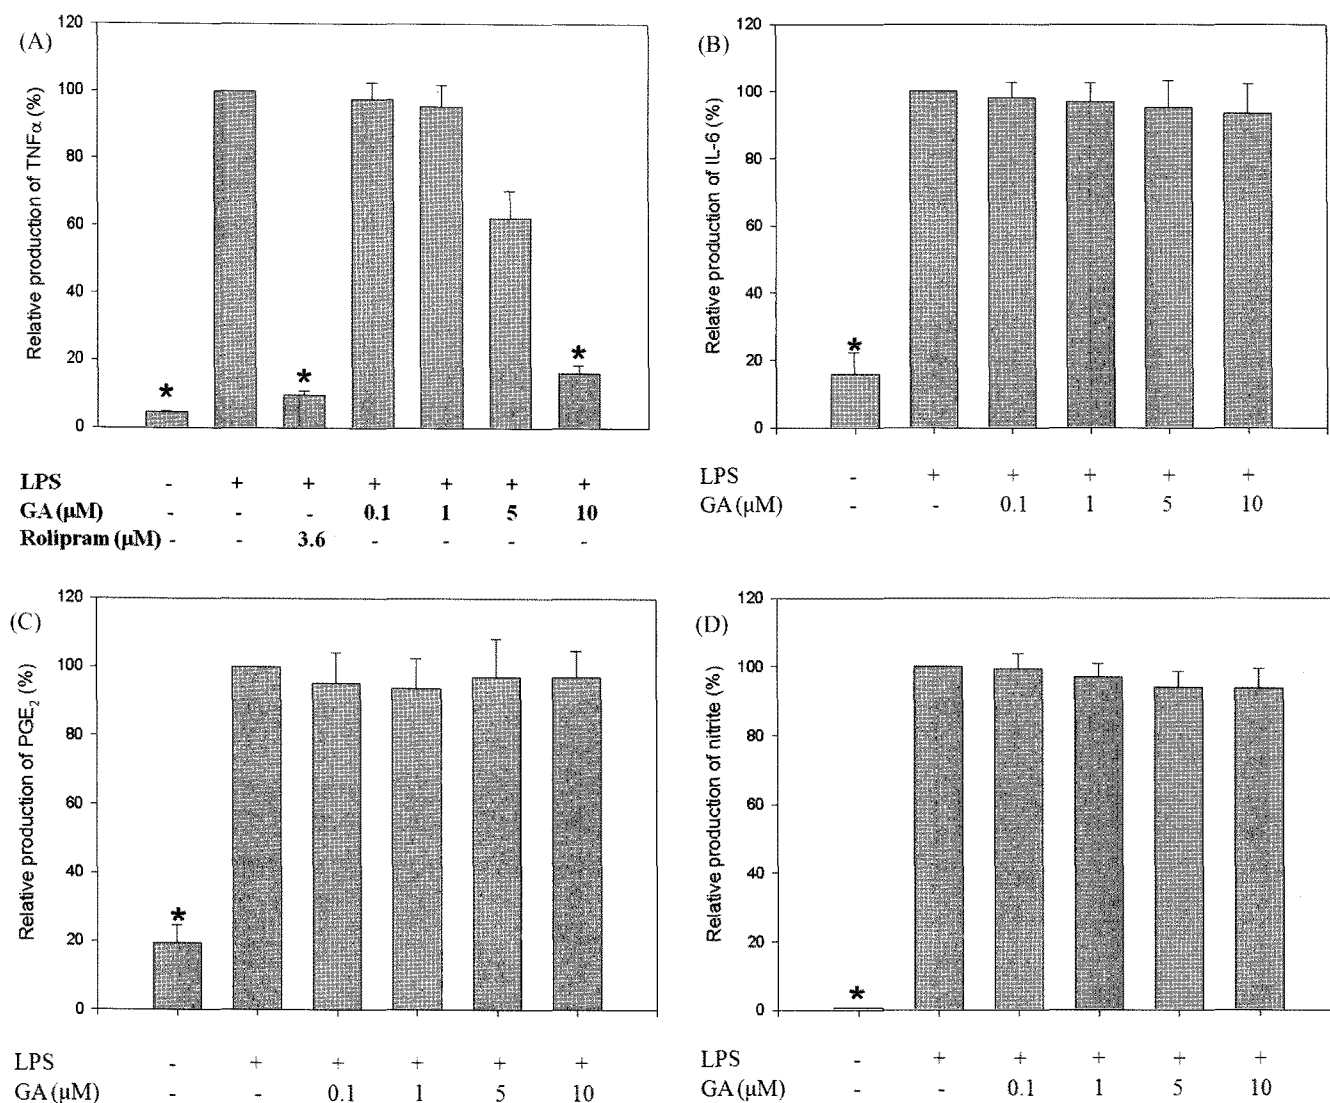 (A)
Relative production of TNFα (%)
120
100
80
60
40
20
0
*
*
*
LPS - + + + + + +
GA (μM) - - - 0.1 1 5 10
Rolipram (μM) - - 3.6 - - - -
(B)
Relative production of IL-6 (%)
120
100
80
60
40
20
0
*
LPS - + + + + +
GA (μM) - - 0.1 1 5 10
(C)
Relative production of PGE₂ (%)
120
100
80
60
40
20
0
*
LPS - + + + + +
GA (μM) - - 0.1 1 5 10
(D)
Relative production of nitrite (%)
120
100
80
60
40
20
0
*
LPS - + + + + +
GA (μM) - - 0.1 1 5 10